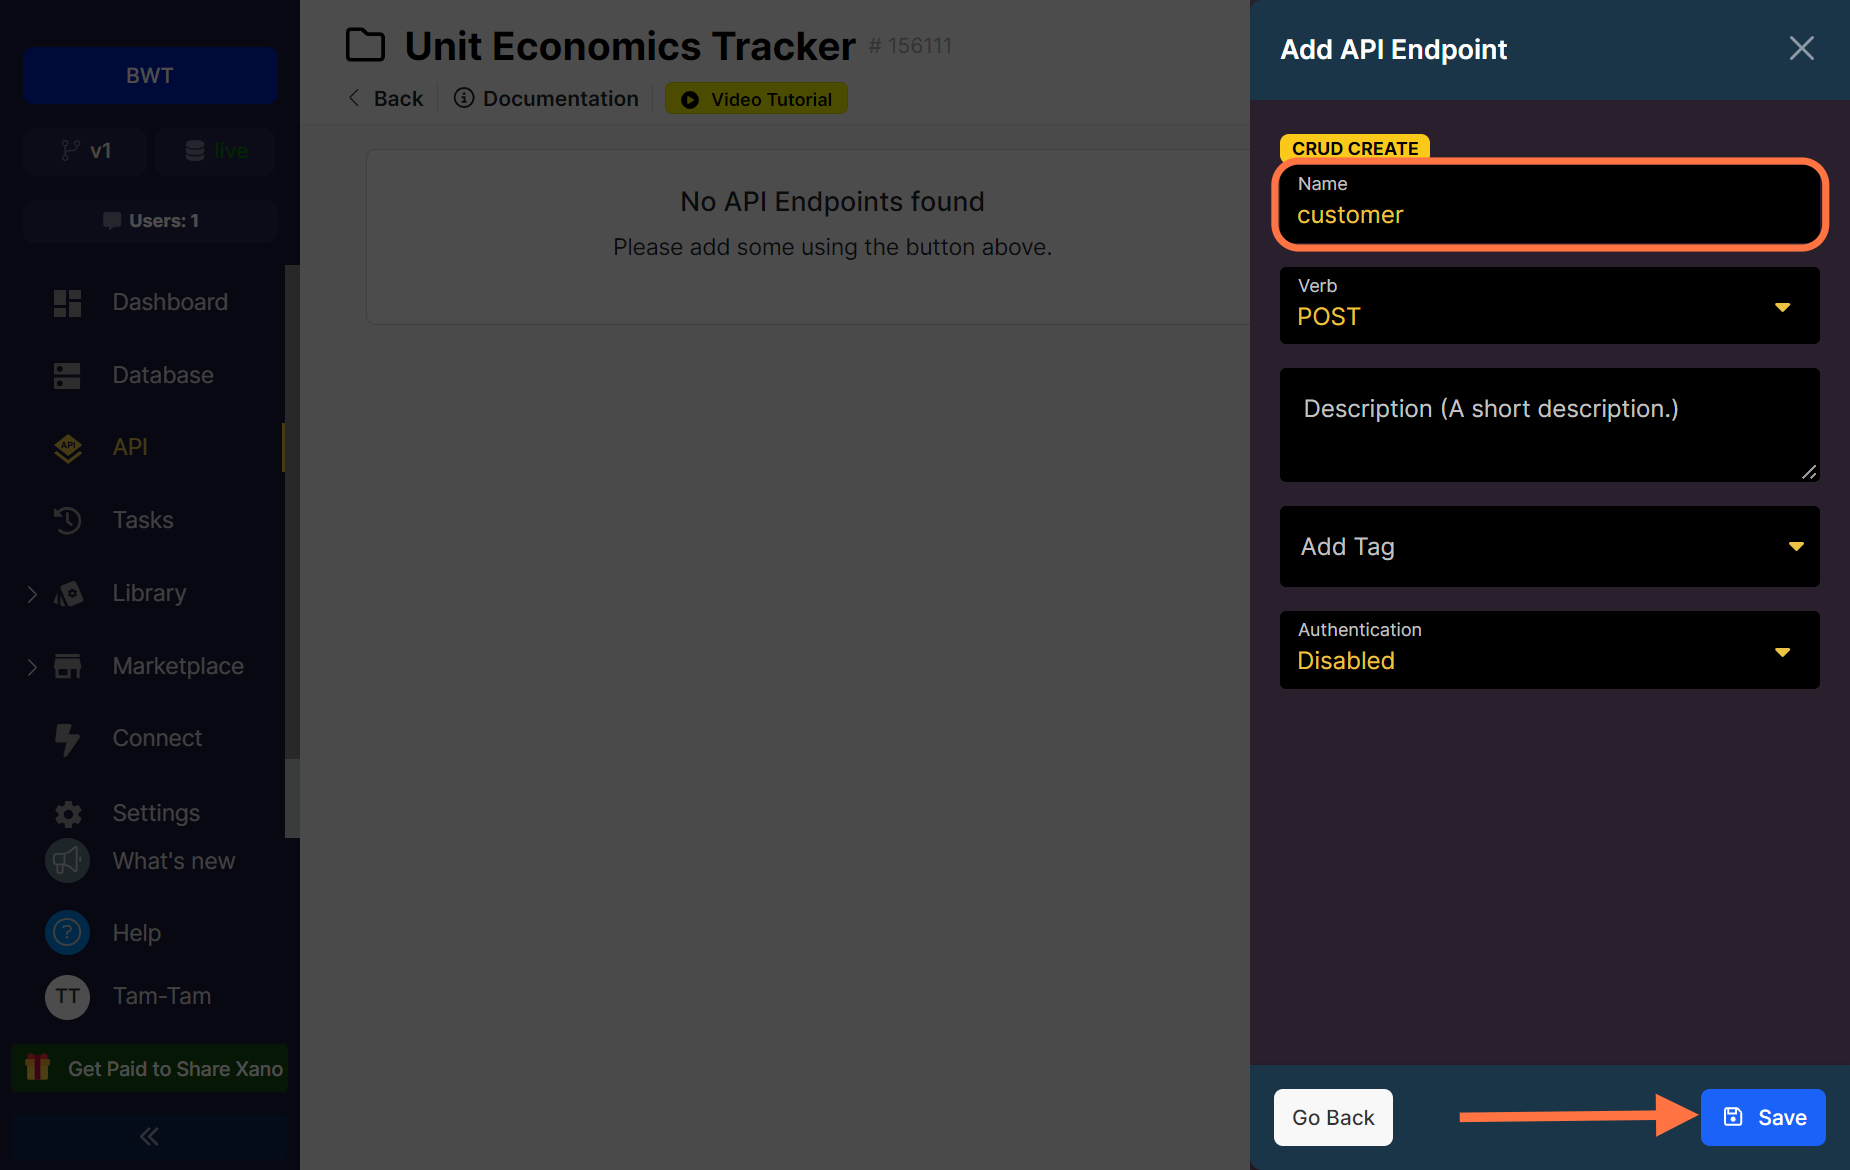 BWT
v1
live
Users: 1
Dashboard
Database
API
API
Tasks
Library
Marketplace
Connect
Settings
What's new
? Help
TT Tam-Tam
Get Paid to Share Xano
Unit Economics Tracker # 156111
Back
Documentation
Video Tutorial
No API Endpoints found
Please add some using the button above.
Add API Endpoint
CRUD CREATE
Name
customer
Verb
POST
Description (A short description.)
Add Tag
Authentication
Disabled
Go Back
Save